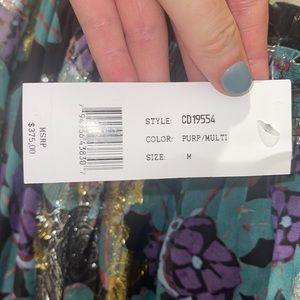 STYLE: CD19554
COLOR: PURP/MULTI
SIZE: M
MSRP
$375.00